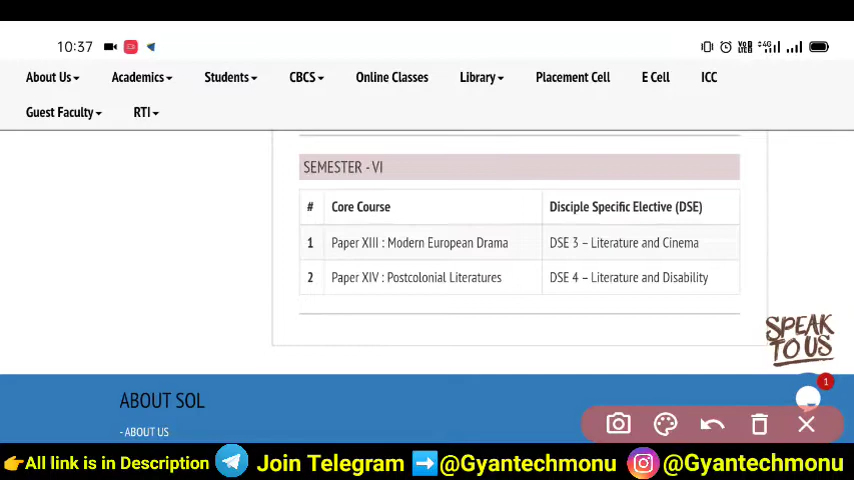 10:37
VoB LTE 4G
About Us Academics Students CBCS Online Classes Library Placement Cell E Cell ICC
Guest Faculty RTI
SEMESTER - VI
# Core Course Disciple Specific Elective (DSE)
1 Paper XIII : Modern European Drama DSE 3 – Literature and Cinema
2 Paper XIV : Postcolonial Literatures DSE 4 – Literature and Disability
SPEAK
TO US
1
ABOUT SOL
- ABOUT US
👉All link is in Description Join Telegram ➡@Gyantechmonu @Gyantechmonu